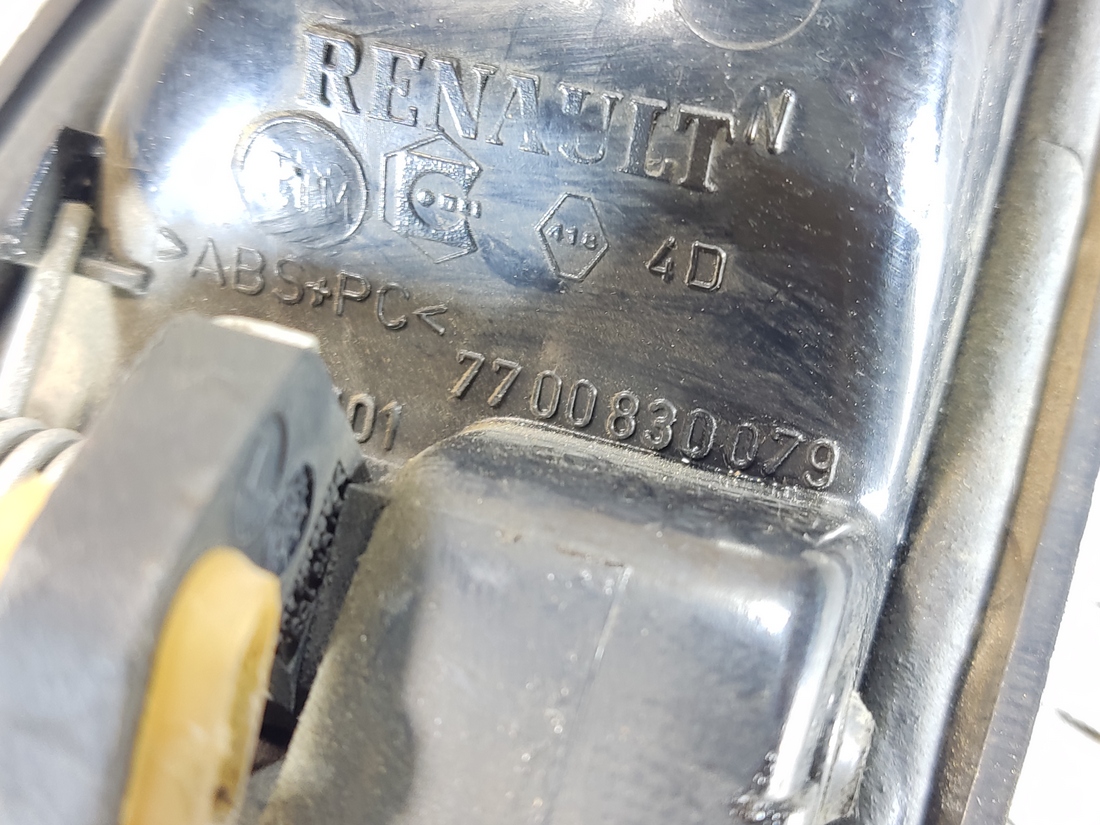 RENAULT N
418 4D
>ABS+PC<
7700830079
01